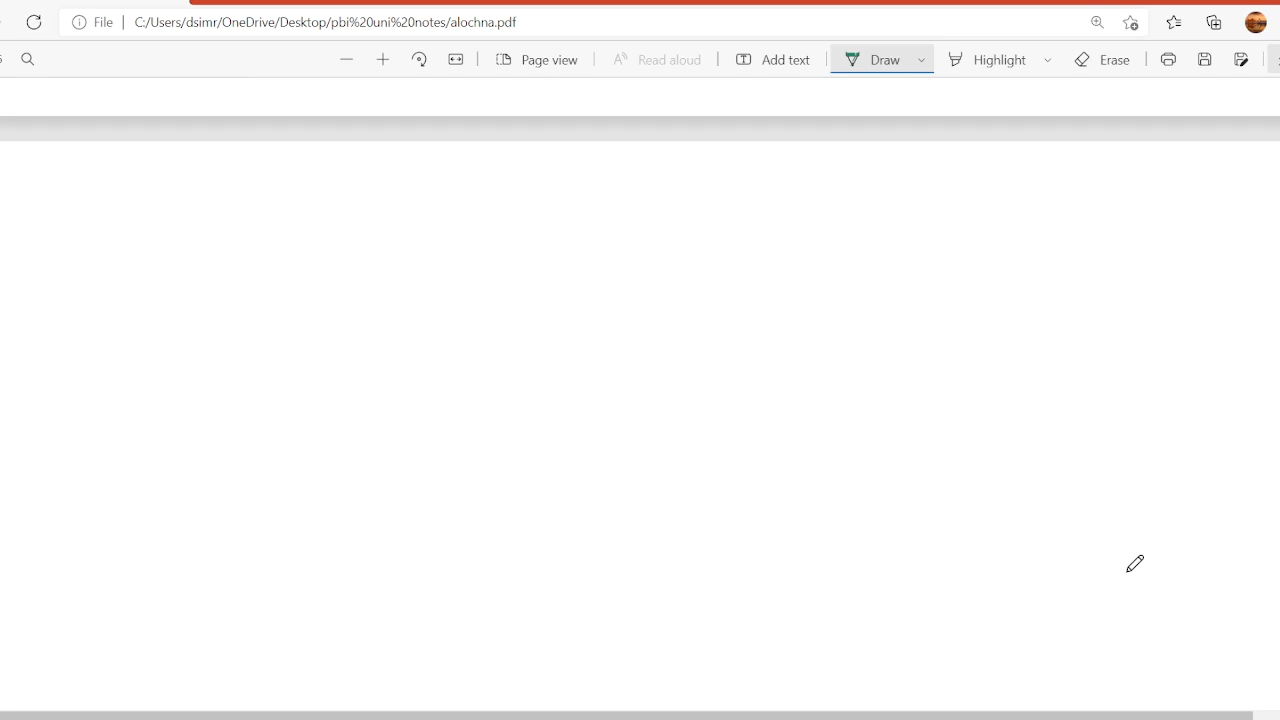 File | C:/Users/dsimr/OneDrive/Desktop/pbi%20uni%20notes/alochna.pdf
Page view | Read aloud | Add text | Draw Highlight Erase